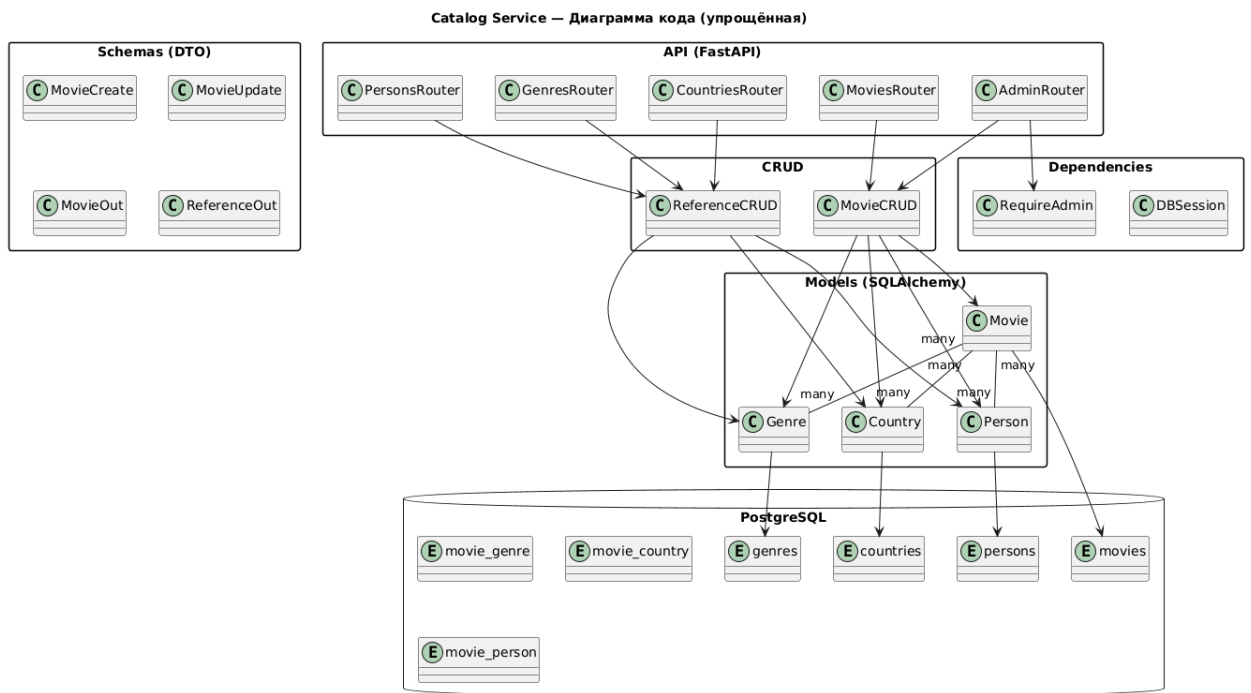 Catalog Service — Диаграмма кода (упрощённая)
Schemas (DTO)
C MovieCreate
C MovieUpdate
C MovieOut
C ReferenceOut
API (FastAPI)
C PersonsRouter
C GenresRouter
C CountriesRouter
C MoviesRouter
C AdminRouter
CRUD
C ReferenceCRUD
C MovieCRUD
Dependencies
C RequireAdmin
C DBSession
Models (SQLAlchemy)
C Movie
many
many
many
many
many
many
C Genre
C Country
C Person
PostgreSQL
E movie_genre
E movie_country
E genres
E countries
E persons
E movies
E movie_person